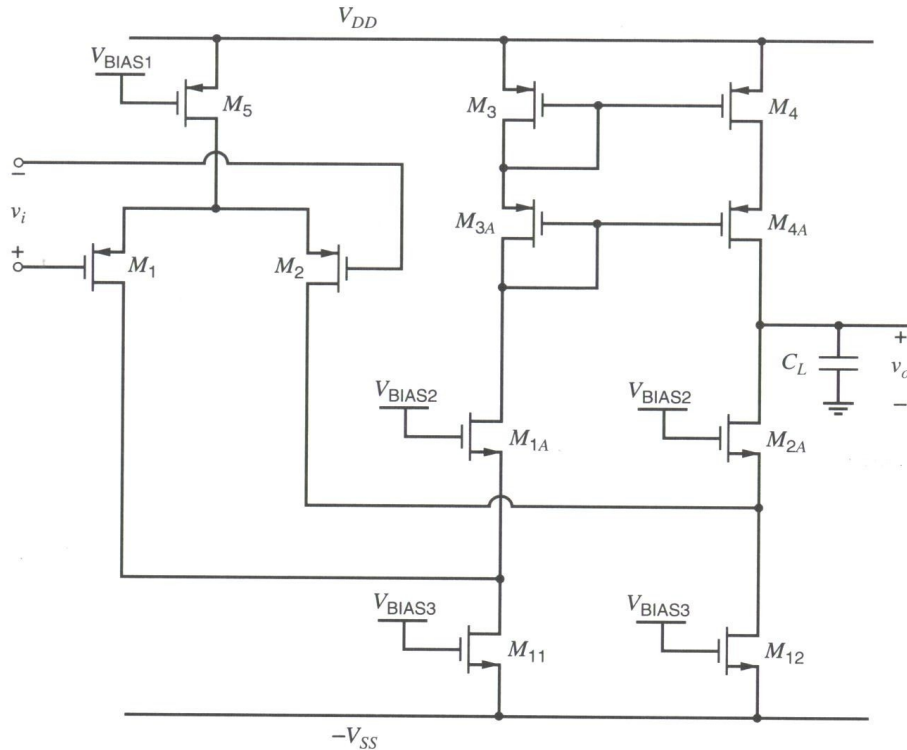 V_DD
V_BIAS1
M_5
M_3
M_4
−
v_i
+
M_1
M_2
M_3A
M_4A
C_L
+
v_o
−
V_BIAS2
M_1A
V_BIAS2
M_2A
V_BIAS3
M_11
V_BIAS3
M_12
−V_SS